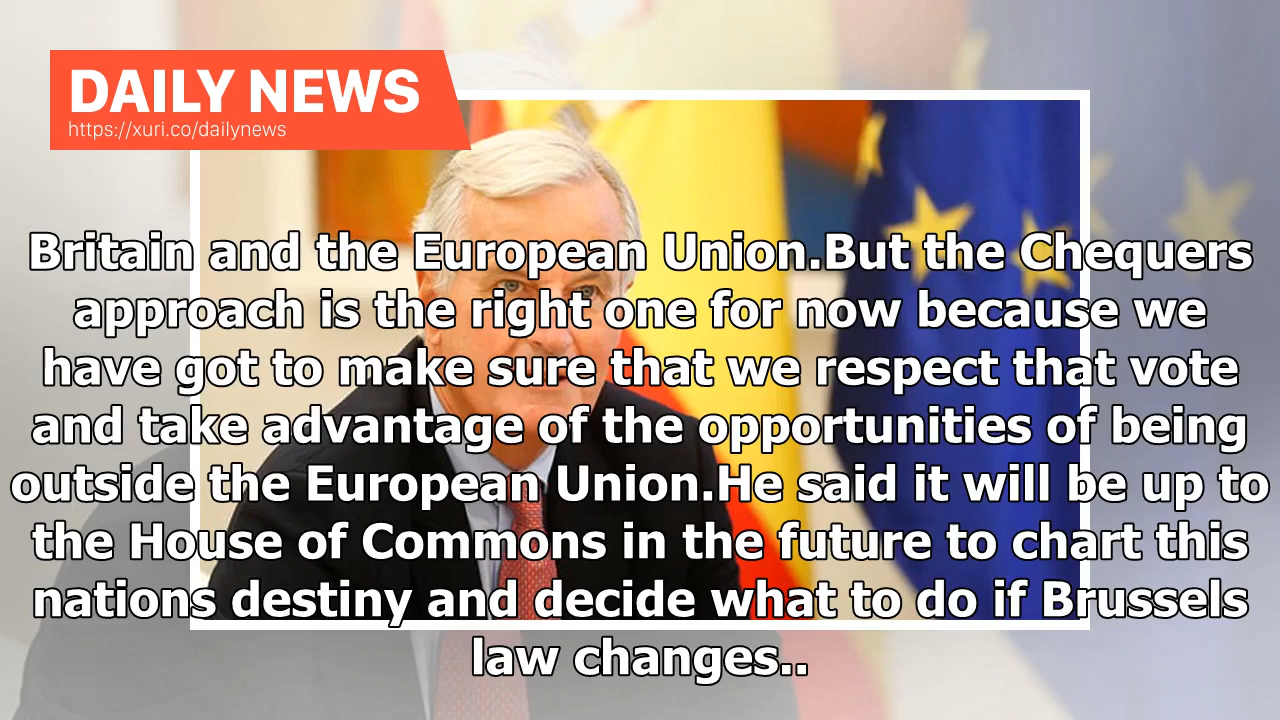 DAILY NEWS
https://xuri.co/dailynews
Britain and the European Union.But the Chequers
approach is the right one for now because we
have got to make sure that we respect that vote
and take advantage of the opportunities of being
outside the European Union.He said it will be up to
the House of Commons in the future to chart this
nations destiny and decide what to do if Brussels
law changes..